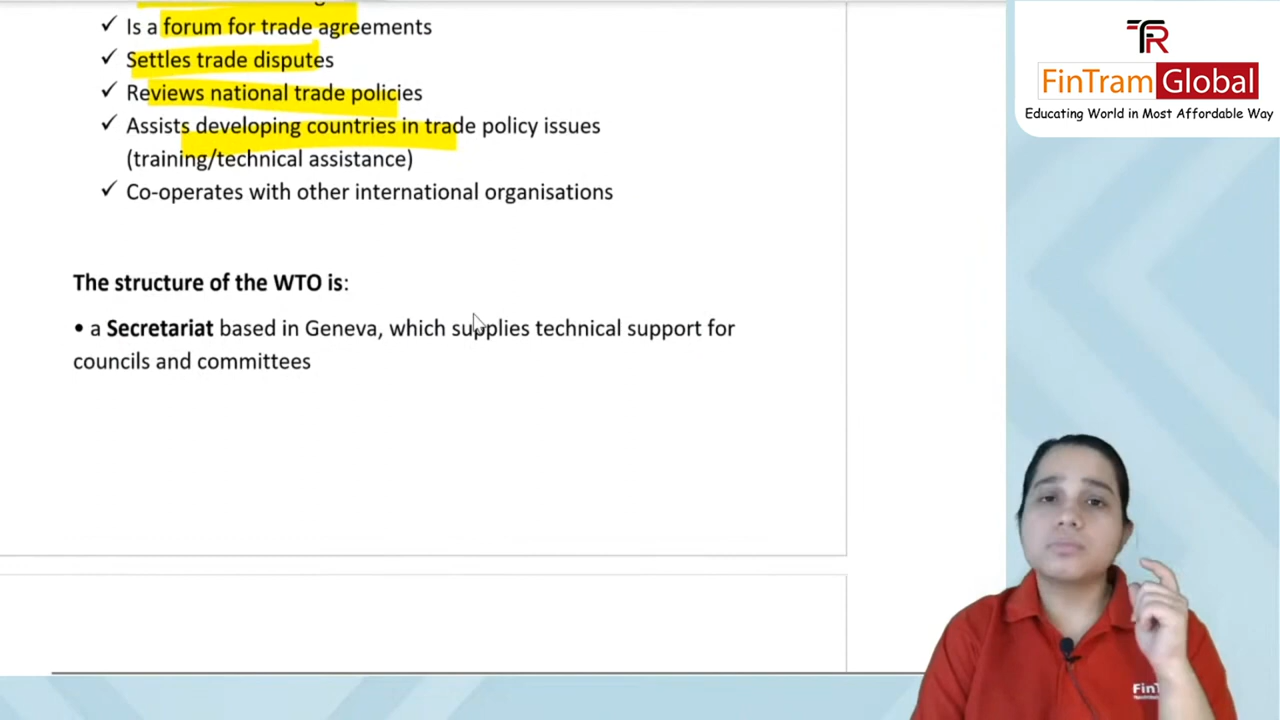 ✓ Is a forum for trade agreements
✓ Settles trade disputes
✓ Reviews national trade policies
✓ Assists developing countries in trade policy issues
(training/technical assistance)
✓ Co-operates with other international organisations
The structure of the WTO is:
• a Secretariat based in Geneva, which supplies technical support for
councils and committees
TR
FinTram Global
Educating World in Most Affordable Way